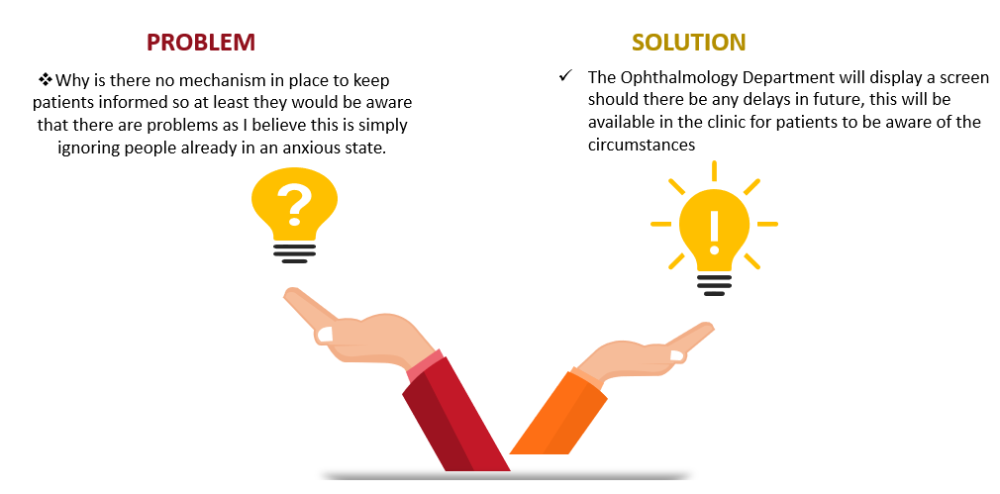 PROBLEM
❖Why is there no mechanism in place to keep
patients informed so at least they would be aware
that there are problems as I believe this is simply
ignoring people already in an anxious state.
SOLUTION
✓ The Ophthalmology Department will display a screen
should there be any delays in future, this will be
available in the clinic for patients to be aware of the
circumstances
?
!